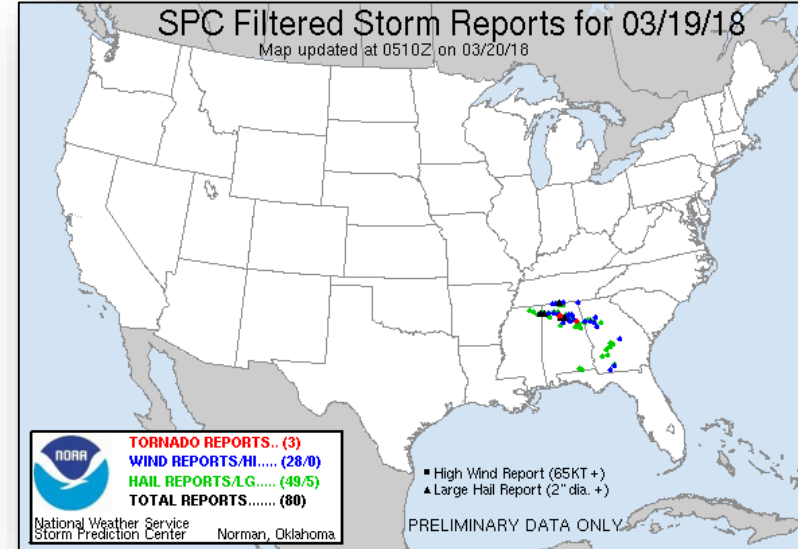 SPC Filtered Storm Reports for 03/19/18
Map updated at 0510Z on 03/20/18
NOAA
TORNADO REPORTS.. (3)
WIND REPORTS/HI..... (28/0)
HAIL REPORTS/LG..... (49/5)
TOTAL REPORTS....... (80)
National Weather Service
Storm Prediction Center Norman, Oklahoma
■ High Wind Report (65KT +)
▲ Large Hail Report (2" dia. +)
PRELIMINARY DATA ONLY